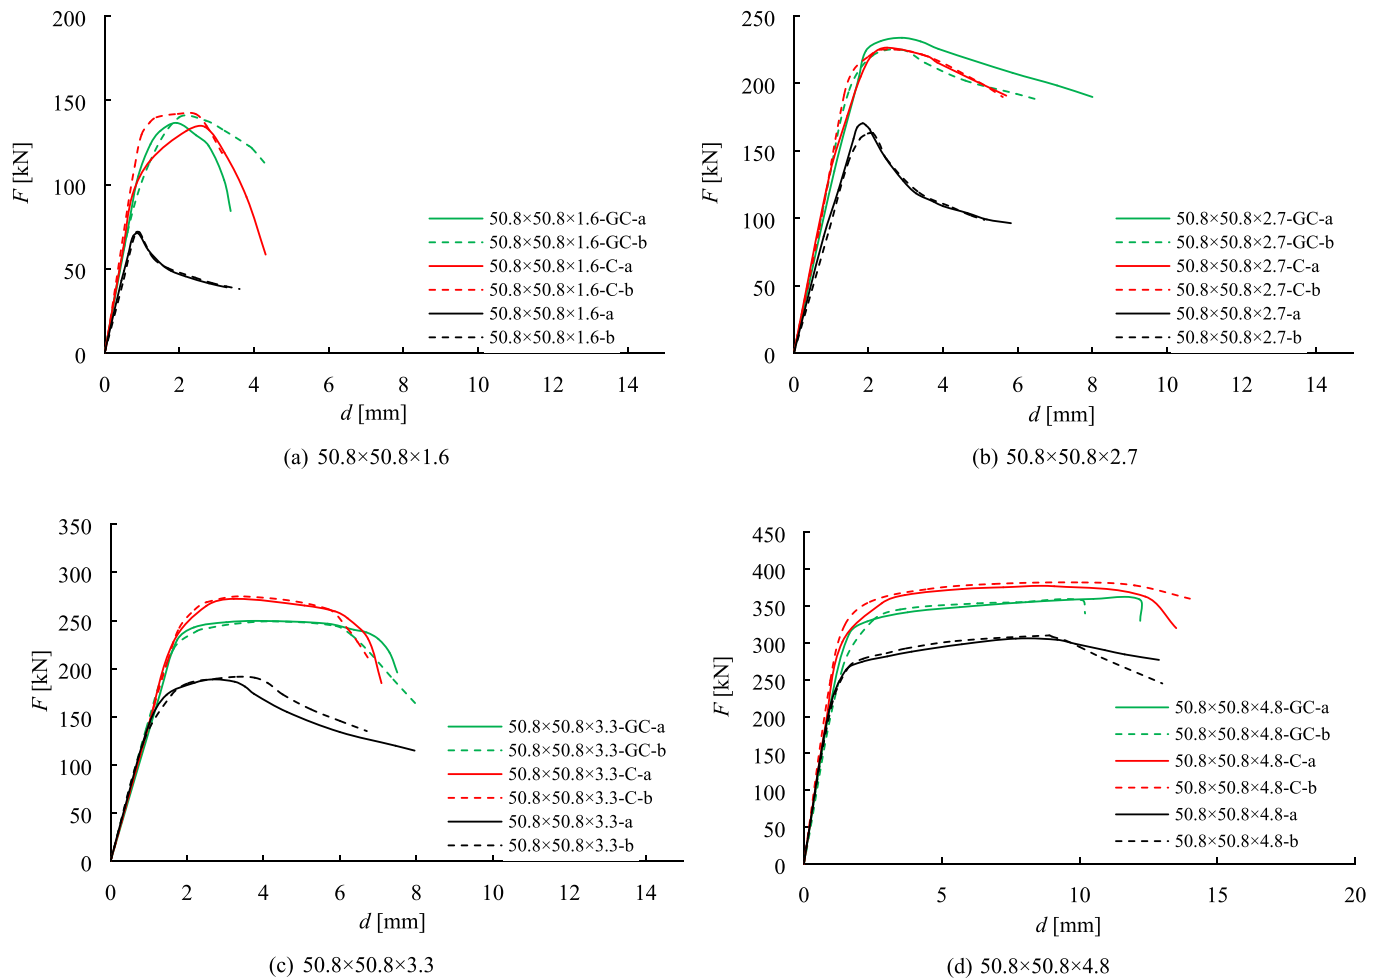 200
150
100
50
0
F [kN]
0 2 4 6 8 10 12 14
d [mm]
50.8×50.8×1.6-GC-a
50.8×50.8×1.6-GC-b
50.8×50.8×1.6-C-a
50.8×50.8×1.6-C-b
50.8×50.8×1.6-a
50.8×50.8×1.6-b
(a) 50.8×50.8×1.6
250
200
150
100
50
0
F [kN]
0 2 4 6 8 10 12 14
d [mm]
50.8×50.8×2.7-GC-a
50.8×50.8×2.7-GC-b
50.8×50.8×2.7-C-a
50.8×50.8×2.7-C-b
50.8×50.8×2.7-a
50.8×50.8×2.7-b
(b) 50.8×50.8×2.7
350
300
250
200
150
100
50
0
F [kN]
0 2 4 6 8 10 12 14
d [mm]
50.8×50.8×3.3-GC-a
50.8×50.8×3.3-GC-b
50.8×50.8×3.3-C-a
50.8×50.8×3.3-C-b
50.8×50.8×3.3-a
50.8×50.8×3.3-b
(c) 50.8×50.8×3.3
450
400
350
300
250
200
150
100
50
0
F [kN]
0 5 10 15 20
d [mm]
50.8×50.8×4.8-GC-a
50.8×50.8×4.8-GC-b
50.8×50.8×4.8-C-a
50.8×50.8×4.8-C-b
50.8×50.8×4.8-a
50.8×50.8×4.8-b
(d) 50.8×50.8×4.8